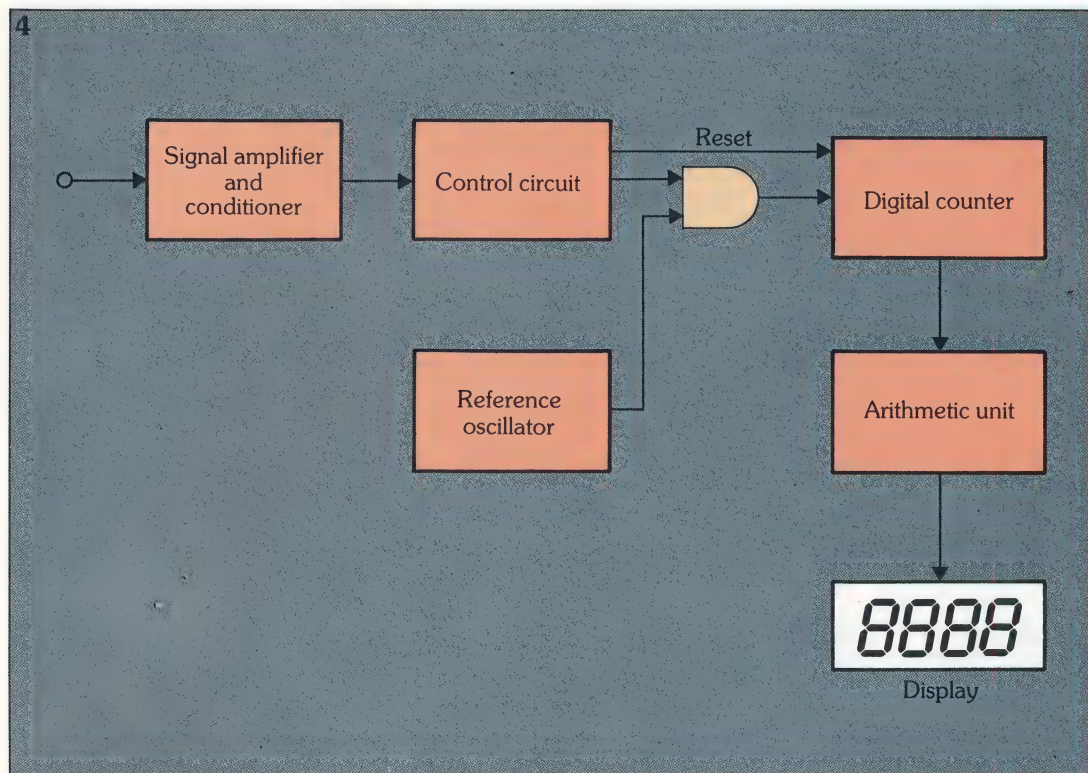 4
Signal amplifier
and
conditioner
Control circuit
Reset
Digital counter
Reference
oscillator
Arithmetic unit
8888
Display